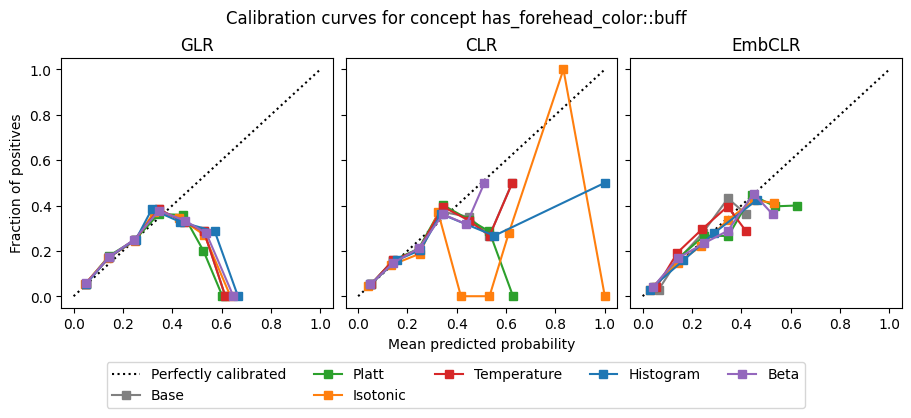 Calibration curves for concept has_forehead_color::buff
GLR
CLR
EmbCLR
Fraction of positives
1.0
0.8
0.6
0.4
0.2
0.0
0.0 0.2 0.4 0.6 0.8 1.0
0.0 0.2 0.4 0.6 0.8 1.0
0.0 0.2 0.4 0.6 0.8 1.0
Mean predicted probability
Perfectly calibrated
Base
Platt
Isotonic
Temperature
Histogram
Beta